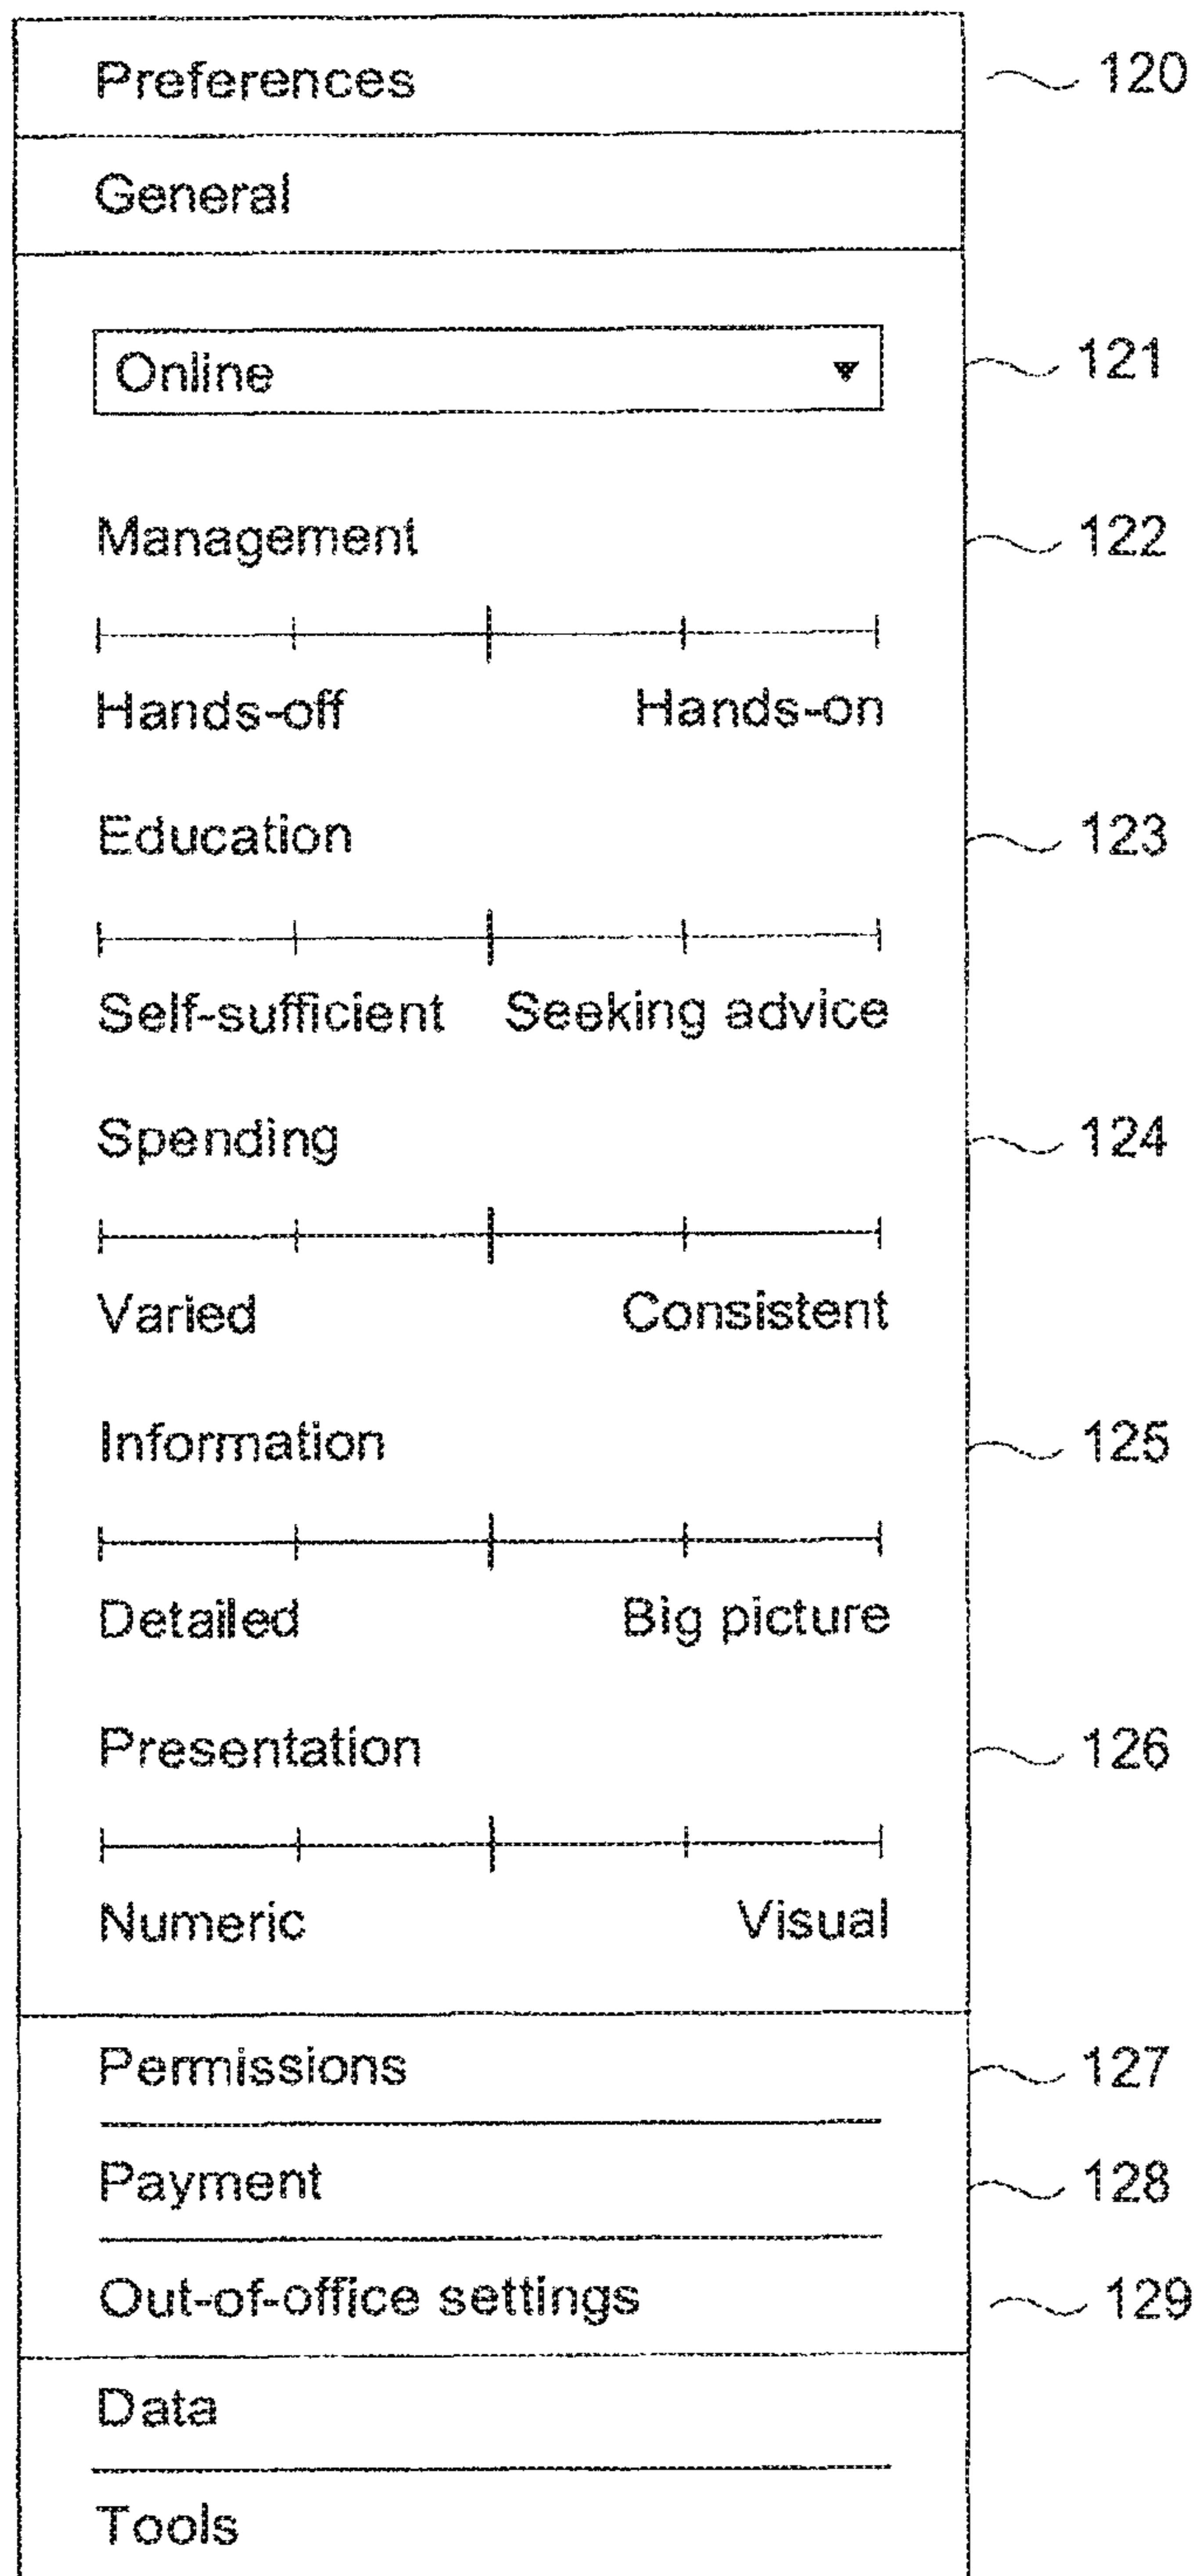 Preferences 120
General
Online 121
Management 122
Hands-off Hands-on
Education 123
Self-sufficient Seeking advice
Spending 124
Varied Consistent
Information 125
Detailed Big picture
Presentation 126
Numeric Visual
Permissions 127
Payment 128
Out-of-office settings 129
Data
Tools